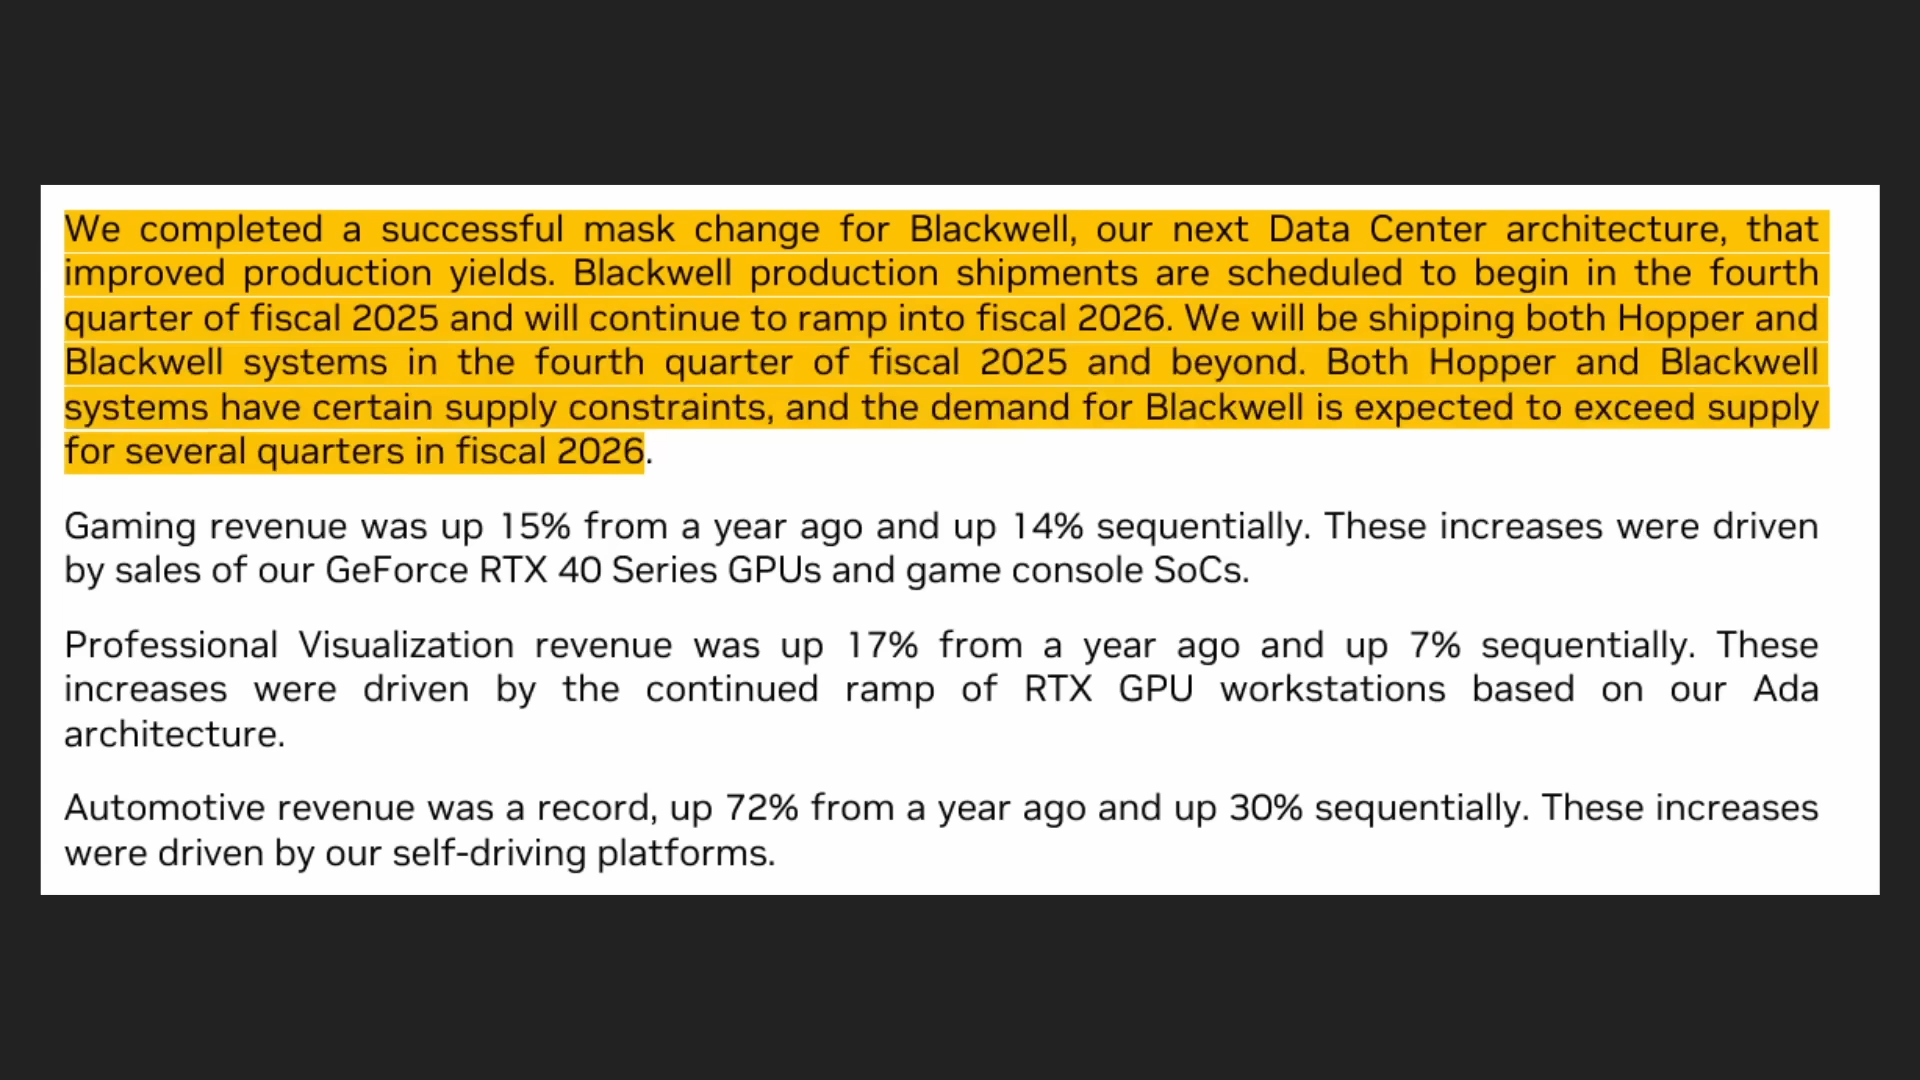 We completed a successful mask change for Blackwell, our next Data Center architecture, that
improved production yields. Blackwell production shipments are scheduled to begin in the fourth
quarter of fiscal 2025 and will continue to ramp into fiscal 2026. We will be shipping both Hopper and
Blackwell systems in the fourth quarter of fiscal 2025 and beyond. Both Hopper and Blackwell
systems have certain supply constraints, and the demand for Blackwell is expected to exceed supply
for several quarters in fiscal 2026.
Gaming revenue was up 15% from a year ago and up 14% sequentially. These increases were driven
by sales of our GeForce RTX 40 Series GPUs and game console SoCs.
Professional Visualization revenue was up 17% from a year ago and up 7% sequentially. These
increases were driven by the continued ramp of RTX GPU workstations based on our Ada
architecture.
Automotive revenue was a record, up 72% from a year ago and up 30% sequentially. These increases
were driven by our self-driving platforms.